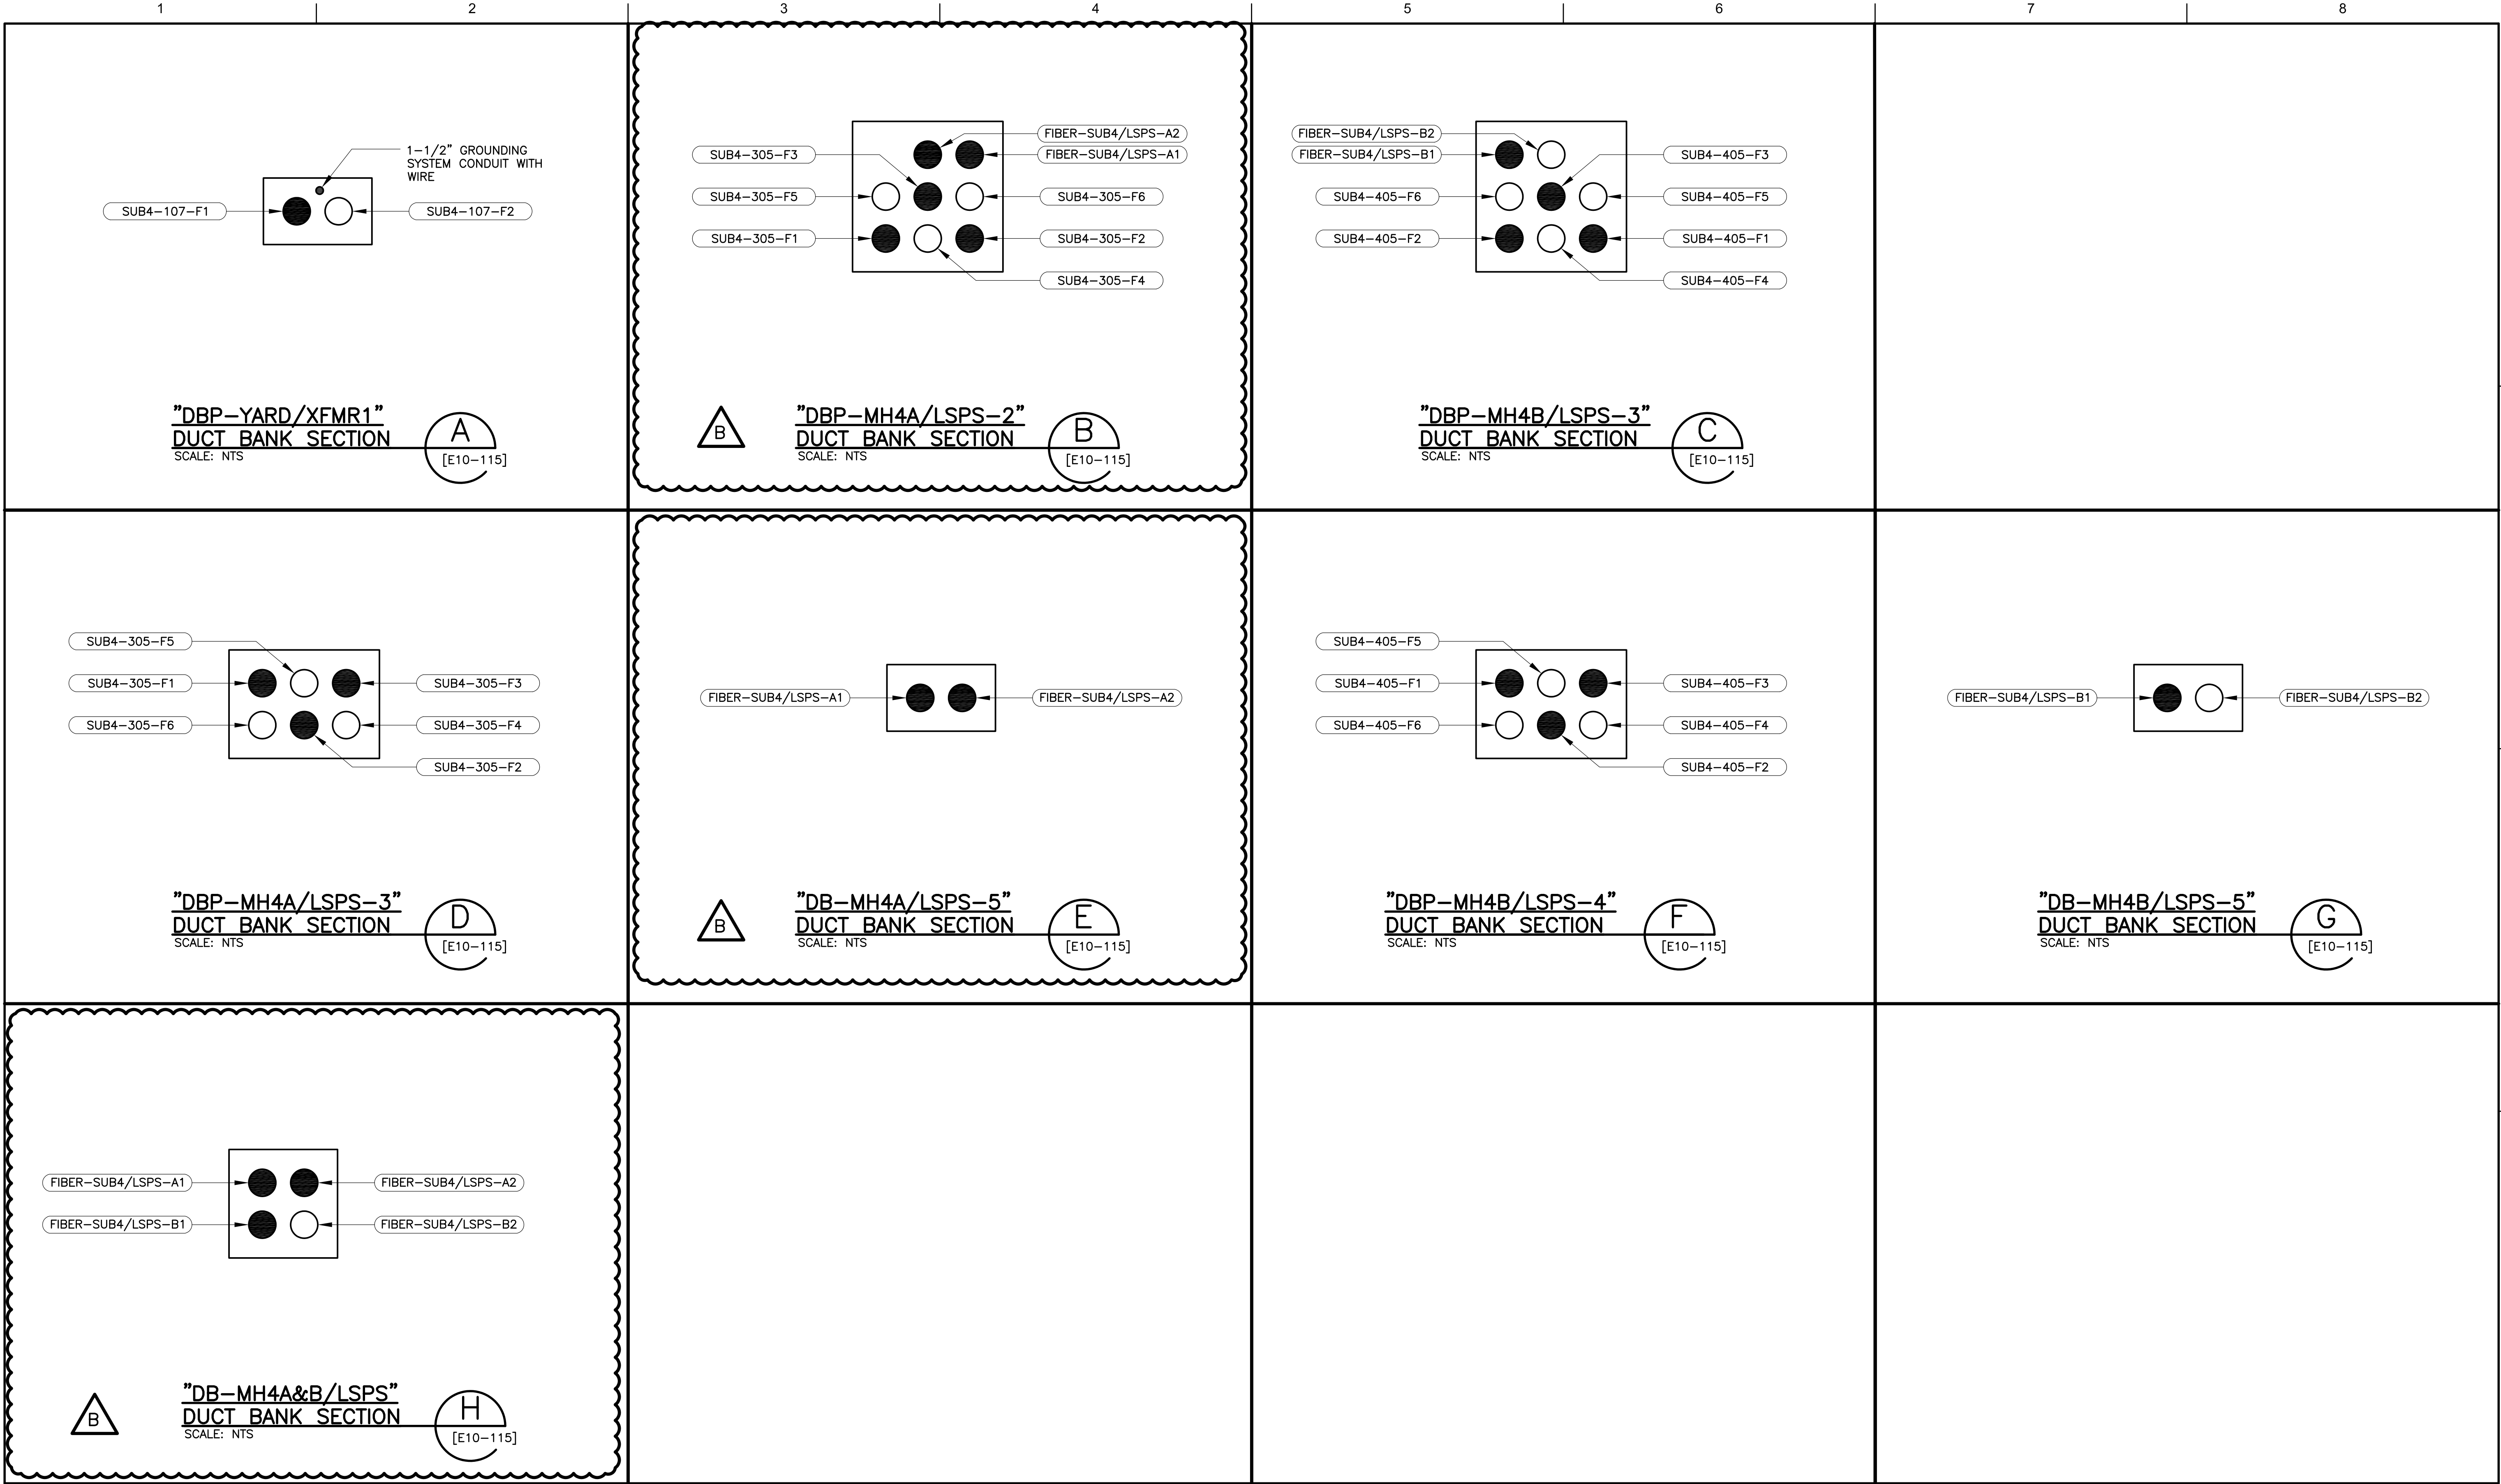 1 2 3 4 5 6 7 8
1-1/2" GROUNDING
SYSTEM CONDUIT WITH
WIRE
SUB4-107-F1
SUB4-107-F2
"DBP-YARD/XFMR1"
DUCT BANK SECTION
SCALE: NTS
A
[E10-115]
FIBER-SUB4/LSPS-A2
SUB4-305-F3
FIBER-SUB4/LSPS-A1
SUB4-305-F5
SUB4-305-F6
SUB4-305-F1
SUB4-305-F2
SUB4-305-F4
B
"DBP-MH4A/LSPS-2"
DUCT BANK SECTION
SCALE: NTS
B
[E10-115]
FIBER-SUB4/LSPS-B2
FIBER-SUB4/LSPS-B1
SUB4-405-F3
SUB4-405-F6
SUB4-405-F5
SUB4-405-F2
SUB4-405-F1
SUB4-405-F4
"DBP-MH4B/LSPS-3"
DUCT BANK SECTION
SCALE: NTS
C
[E10-115]
SUB4-305-F5
SUB4-305-F1
SUB4-305-F3
SUB4-305-F6
SUB4-305-F4
SUB4-305-F2
"DBP-MH4A/LSPS-3"
DUCT BANK SECTION
SCALE: NTS
D
[E10-115]
FIBER-SUB4/LSPS-A1
FIBER-SUB4/LSPS-A2
B
"DB-MH4A/LSPS-5"
DUCT BANK SECTION
SCALE: NTS
E
[E10-115]
SUB4-405-F5
SUB4-405-F1
SUB4-405-F3
SUB4-405-F6
SUB4-405-F4
SUB4-405-F2
"DBP-MH4B/LSPS-4"
DUCT BANK SECTION
SCALE: NTS
F
[E10-115]
FIBER-SUB4/LSPS-B1
FIBER-SUB4/LSPS-B2
"DB-MH4B/LSPS-5"
DUCT BANK SECTION
SCALE: NTS
G
[E10-115]
FIBER-SUB4/LSPS-A1
FIBER-SUB4/LSPS-A2
FIBER-SUB4/LSPS-B1
FIBER-SUB4/LSPS-B2
B
"DB-MH4A&B/LSPS"
DUCT BANK SECTION
SCALE: NTS
H
[E10-115]